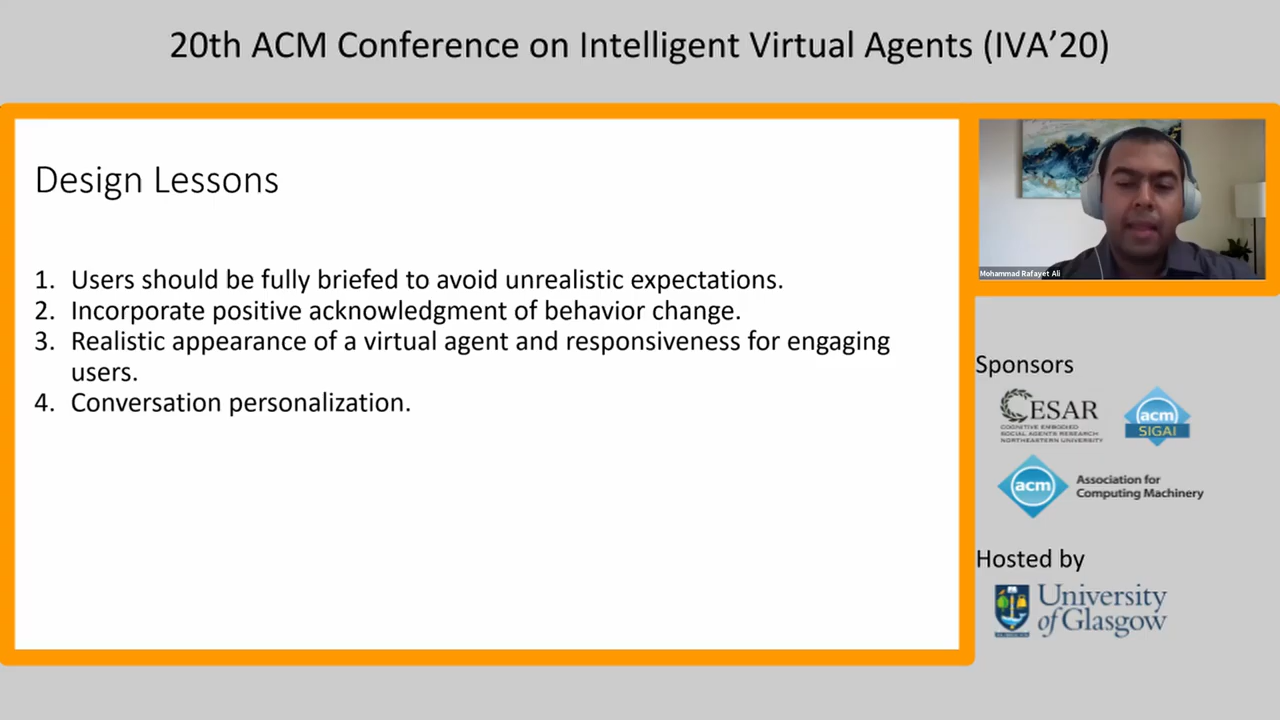 20th ACM Conference on Intelligent Virtual Agents (IVA’20)
Design Lessons
1. Users should be fully briefed to avoid unrealistic expectations.
2. Incorporate positive acknowledgment of behavior change.
3. Realistic appearance of a virtual agent and responsiveness for engaging
users.
4. Conversation personalization.
Mohammad Rafayet Ali
Sponsors
CESAR
COGNITIVE EMBODIED
SOCIAL AGENTS RESEARCH
NORTHEASTERN UNIVERSITY
acm
SIGAI
acm
Association for
Computing Machinery
Hosted by
University
of Glasgow